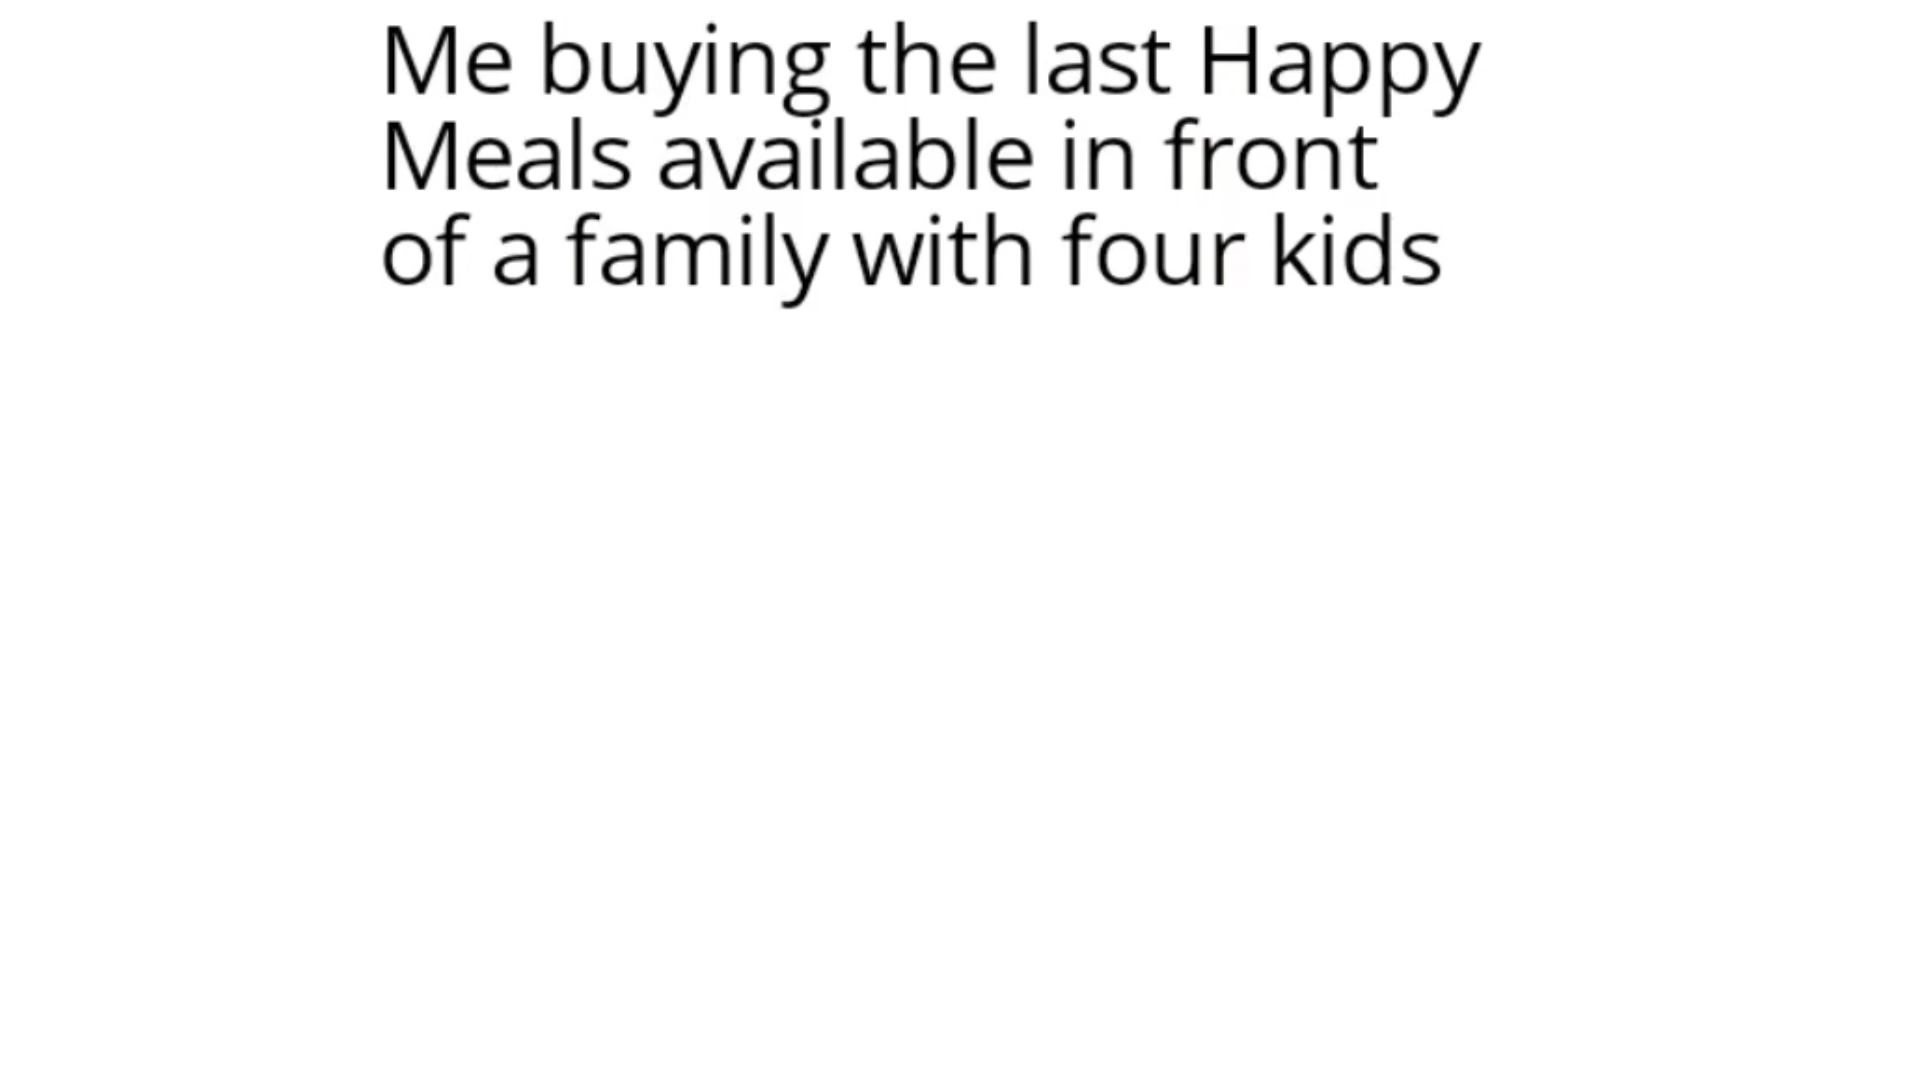 Me buying the last Happy
Meals available in front
of a family with four kids